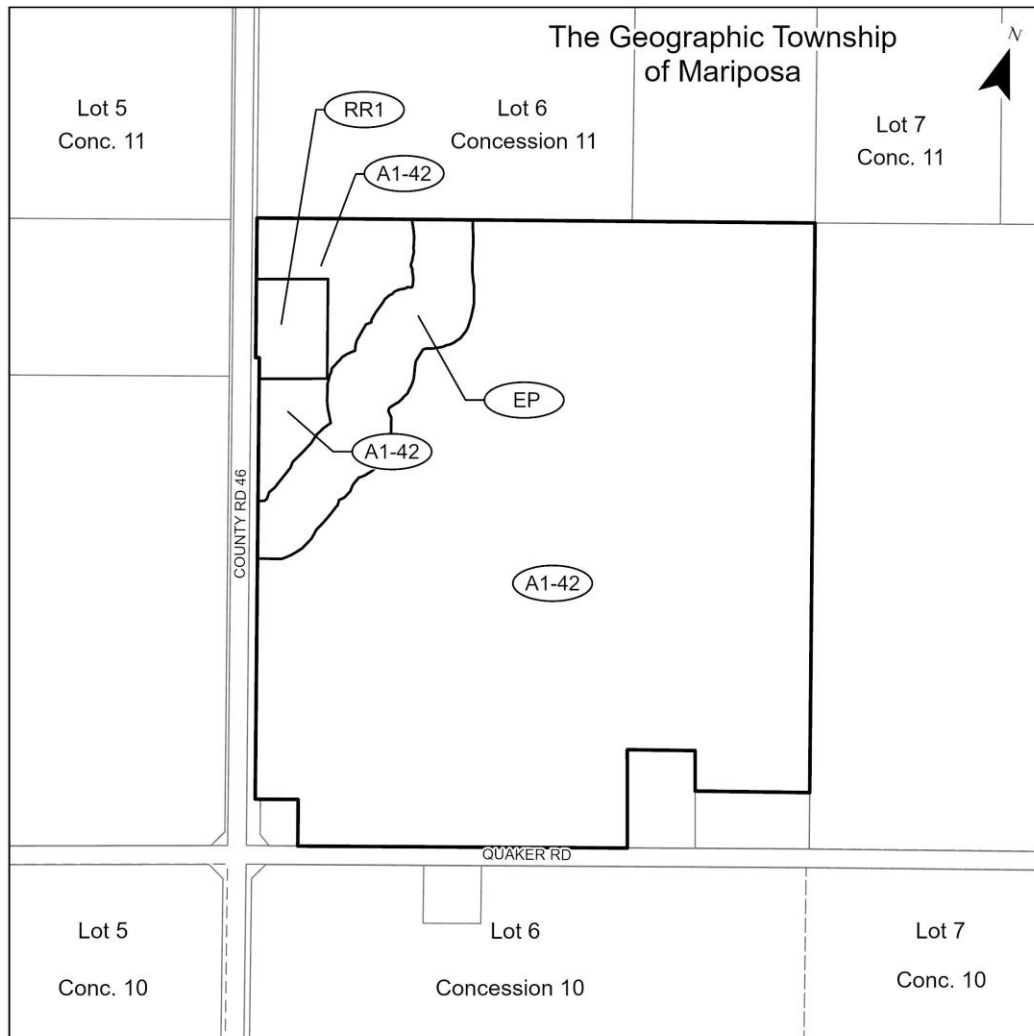 The Geographic Township
of Mariposa
N
Lot 5
Conc. 11
RR1
Lot 6
Concession 11
Lot 7
Conc. 11
A1-42
EP
A1-42
COUNTY RD 46
A1-42
QUAKER RD
Lot 5
Conc. 10
Lot 6
Concession 10
Lot 7
Conc. 10